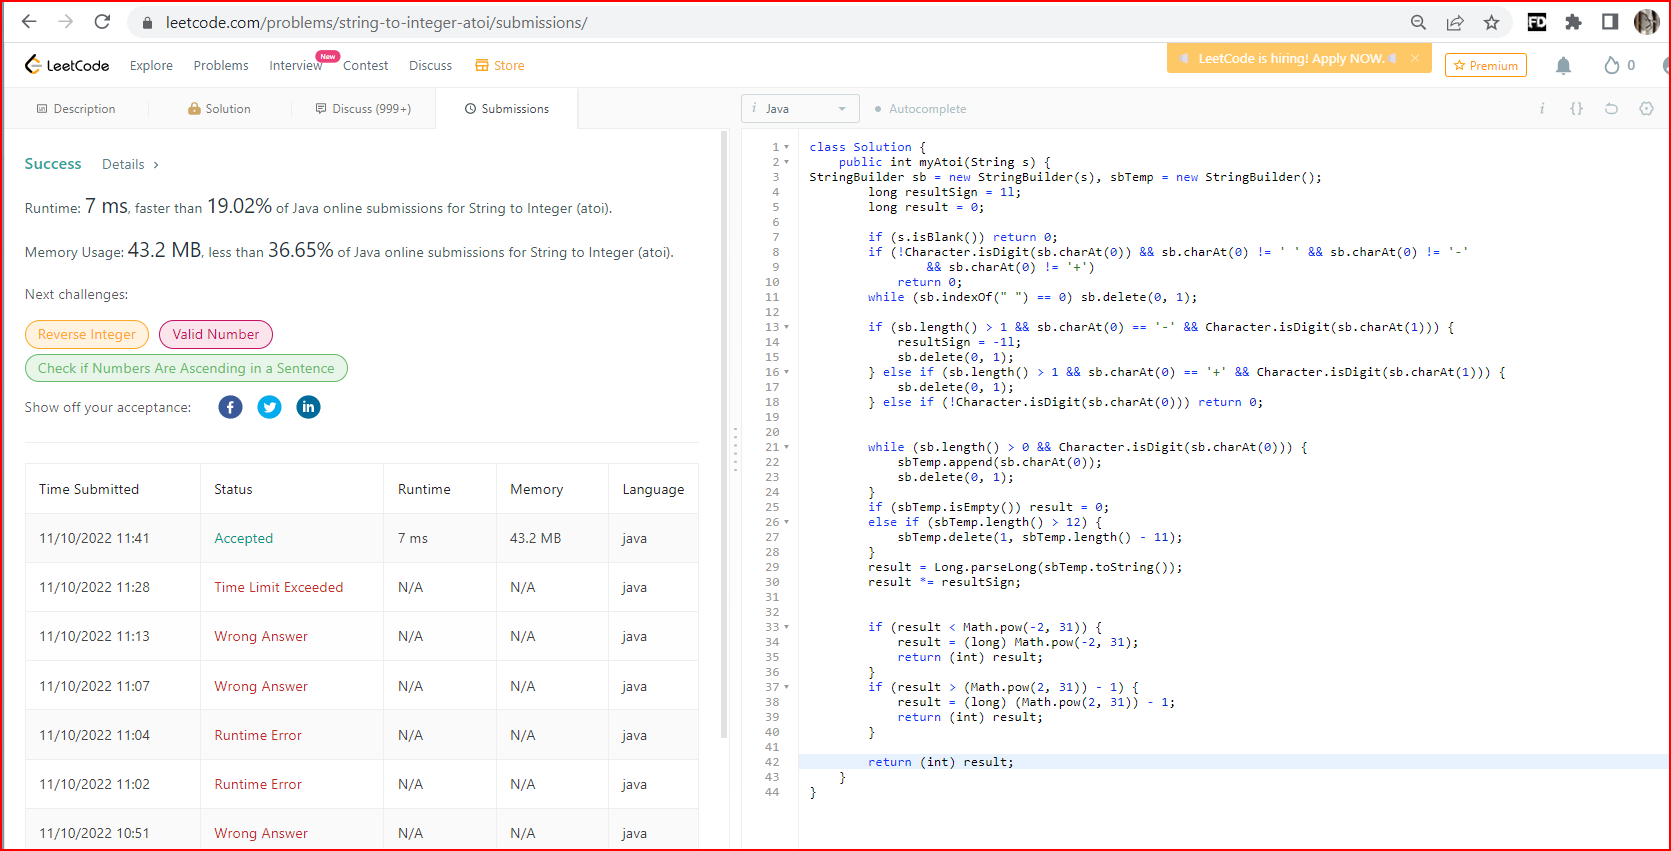 leetcode.com/problems/string-to-integer-atoi/submissions/
FD
LeetCode Explore Problems Interview New Contest Discuss Store
LeetCode is hiring! Apply NOW. ×
Premium
0
Description Solution Discuss (999+) Submissions
i Java Autocomplete
i {}
Success Details >
Runtime: 7 ms, faster than 19.02% of Java online submissions for String to Integer (atoi).
Memory Usage: 43.2 MB, less than 36.65% of Java online submissions for String to Integer (atoi).
Next challenges:
Reverse Integer Valid Number
Check if Numbers Are Ascending in a Sentence
Show off your acceptance: f in
Time Submitted Status Runtime Memory Language
11/10/2022 11:41 Accepted 7 ms 43.2 MB java
11/10/2022 11:28 Time Limit Exceeded N/A N/A java
11/10/2022 11:13 Wrong Answer N/A N/A java
11/10/2022 11:07 Wrong Answer N/A N/A java
11/10/2022 11:04 Runtime Error N/A N/A java
11/10/2022 11:02 Runtime Error N/A N/A java
11/10/2022 10:51 Wrong Answer N/A N/A java
1 class Solution {
2 public int myAtoi(String s) {
3 StringBuilder sb = new StringBuilder(s), sbTemp = new StringBuilder();
4 long resultSign = 1l;
5 long result = 0;
6
7 if (s.isBlank()) return 0;
8 if (!Character.isDigit(sb.charAt(0)) && sb.charAt(0) != ' ' && sb.charAt(0) != '-'
9 && sb.charAt(0) != '+')
10 return 0;
11 while (sb.indexOf(" ") == 0) sb.delete(0, 1);
12
13 if (sb.length() > 1 && sb.charAt(0) == '-' && Character.isDigit(sb.charAt(1))) {
14 resultSign = -1l;
15 sb.delete(0, 1);
16 } else if (sb.length() > 1 && sb.charAt(0) == '+' && Character.isDigit(sb.charAt(1))) {
17 sb.delete(0, 1);
18 } else if (!Character.isDigit(sb.charAt(0))) return 0;
19
20
21 while (sb.length() > 0 && Character.isDigit(sb.charAt(0))) {
22 sbTemp.append(sb.charAt(0));
23 sb.delete(0, 1);
24 }
25 if (sbTemp.isEmpty()) result = 0;
26 else if (sbTemp.length() > 12) {
27 sbTemp.delete(1, sbTemp.length() - 11);
28 }
29 result = Long.parseLong(sbTemp.toString());
30 result *= resultSign;
31
32
33 if (result < Math.pow(-2, 31)) {
34 result = (long) Math.pow(-2, 31);
35 return (int) result;
36 }
37 if (result > (Math.pow(2, 31)) - 1) {
38 result = (long) (Math.pow(2, 31)) - 1;
39 return (int) result;
40 }
41
42 return (int) result;
43 }
44 }